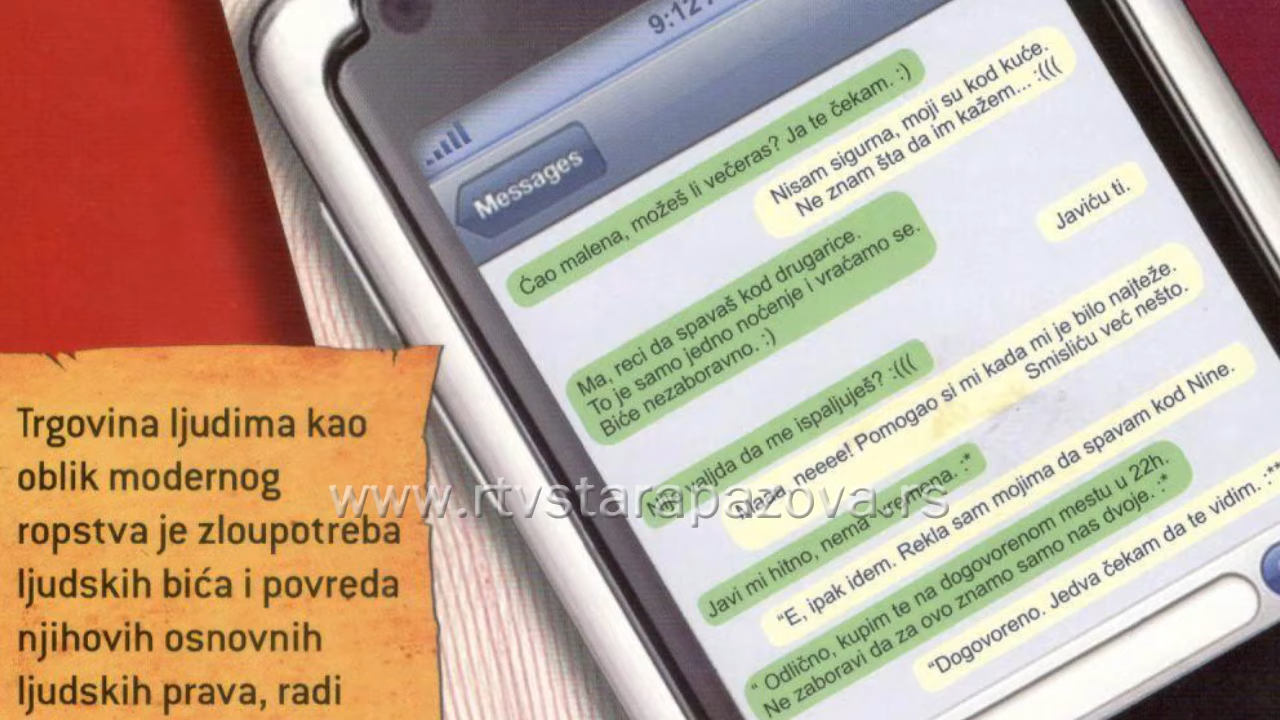 9:12
Messages
Ćao malena, možeš li večeras? Ja te čekam. :)
Nisam sigurna, moji su kod kuće.
Ne znam šta da im kažem... :(((
Javiću ti.
Ma, reci da spavaš kod drugarice.
To je samo jedno noćenje i vraćamo se.
Biće nezaboravno. :)
valjda da me ispaljuješ? :(((
neeee! Pomogao si mi kada mi je bilo najteže.
Smisliću već nešto.
Javi mi hitno, nema vremena. :*
“E, ipak idem. Rekla sam mojima da spavam kod Nine.
“ Odlično, kupim te na dogovorenom mestu u 22h.
Ne zaboravi da za ovo znamo samo nas dvoje. :*
“Dogovoreno. Jedva čekam da te vidim. :**
Trgovina ljudima kao
oblik modernog
ropstva je zloupotreba
ljudskih bića i povreda
njihovih osnovnih
ljudskih prava, radi
www.rtvstarapazova.rs